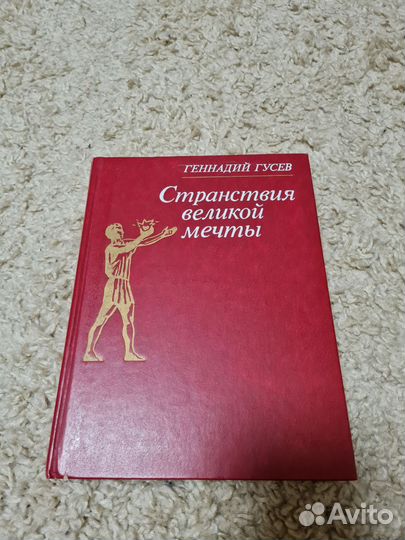 ГЕННАДИЙ ГУСЕВ
Странствия
великой
мечты
Avito